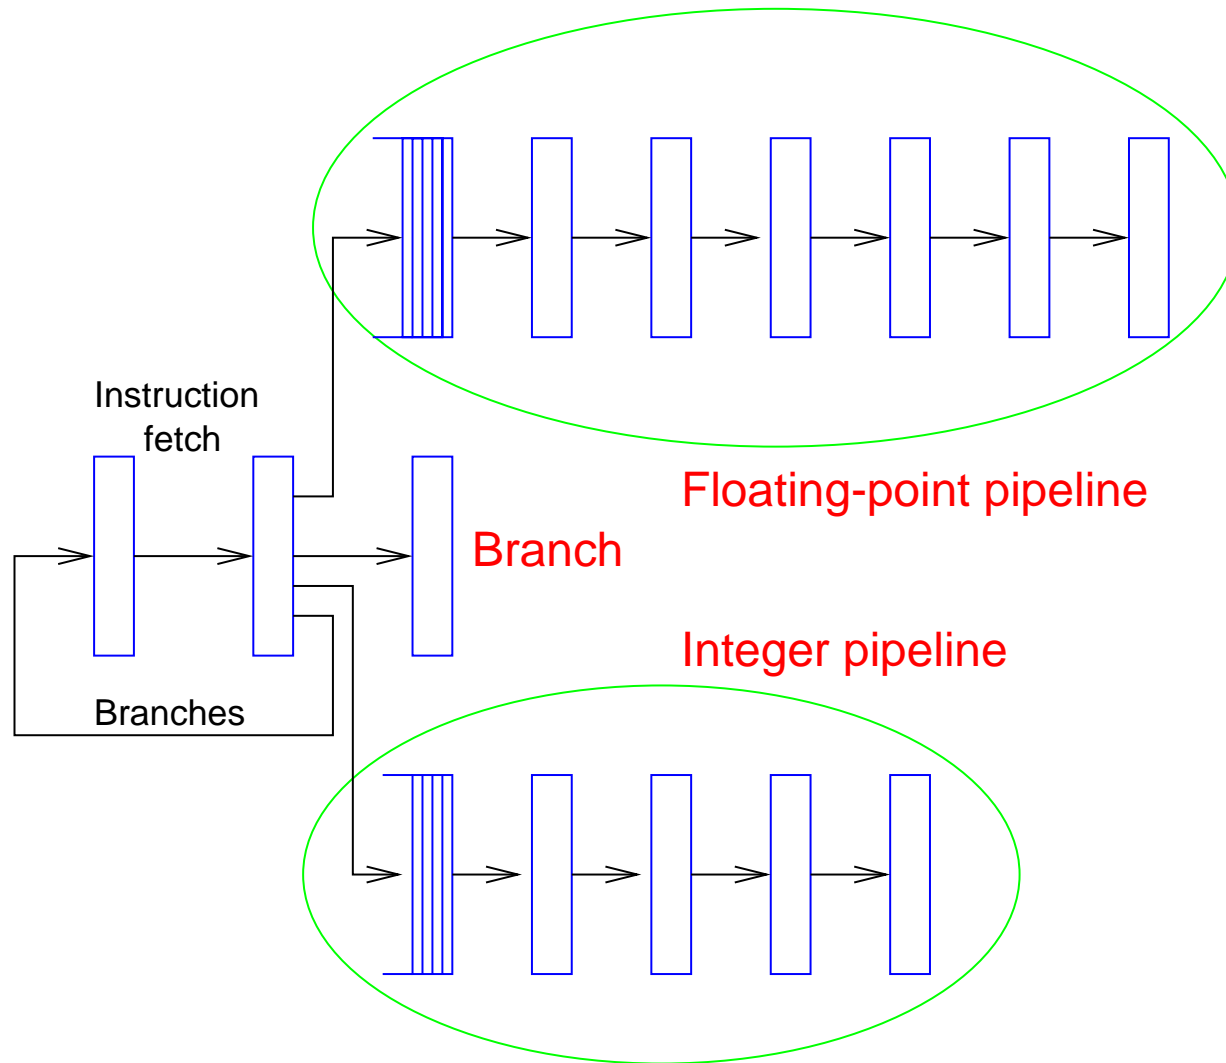 Instruction
fetch
Floating-point pipeline
Branch
Integer pipeline
Branches